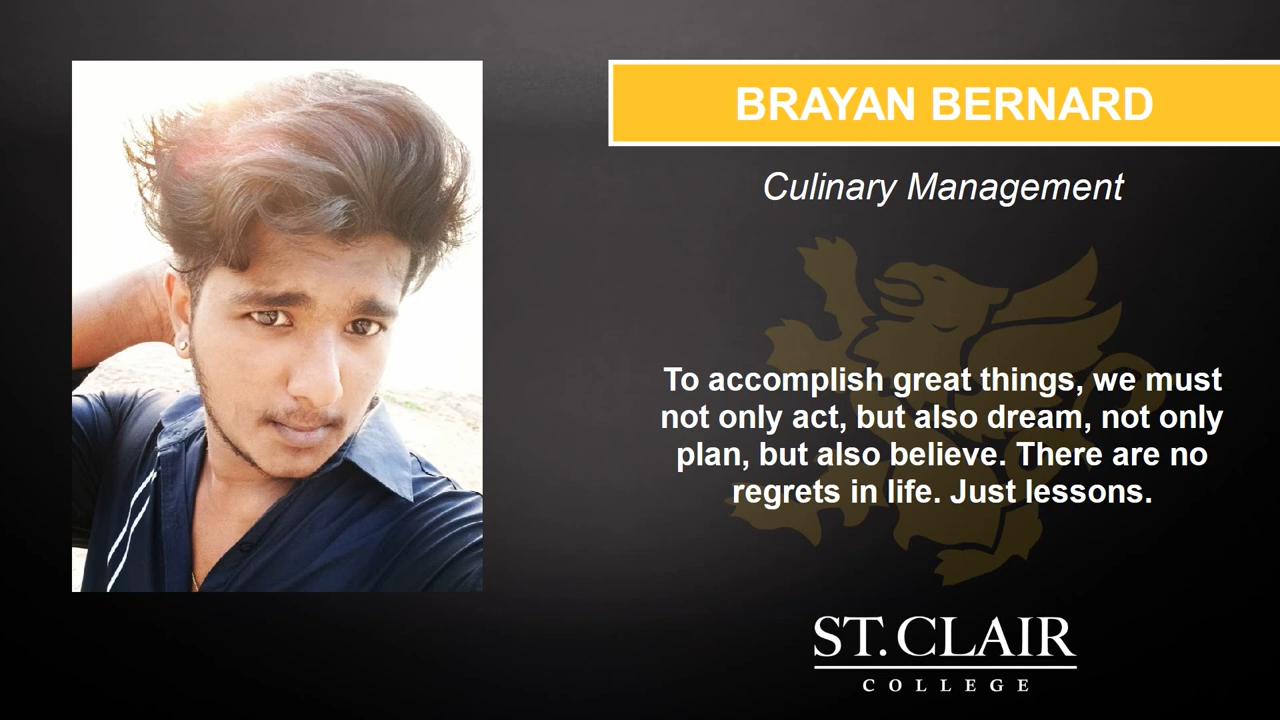 BRAYAN BERNARD
Culinary Management
To accomplish great things, we must
not only act, but also dream, not only
plan, but also believe. There are no
regrets in life. Just lessons.
ST. CLAIR
COLLEGE